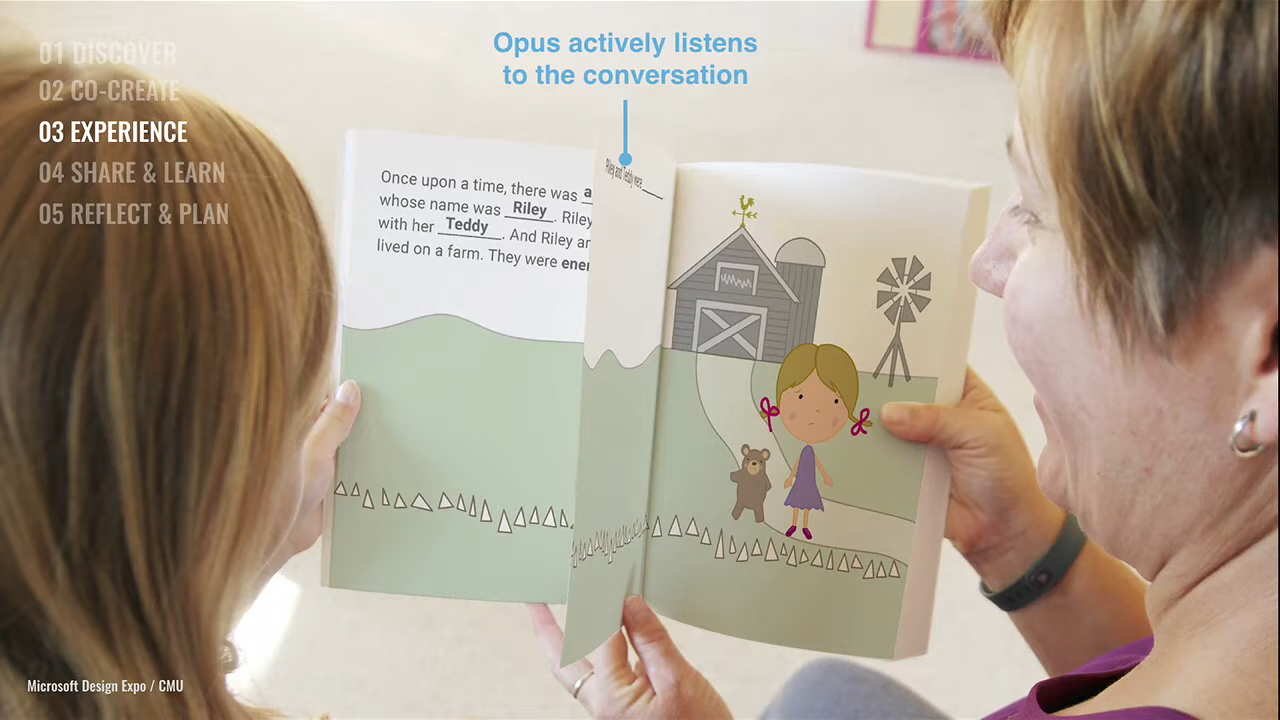 01 DISCOVER
02 CO-CREATE
03 EXPERIENCE
04 SHARE & LEARN
05 REFLECT & PLAN
Opus actively listens
to the conversation
Once upon a time, there was
whose name was Riley. Riley
with her Teddy. And Riley
lived on a farm. They were
Riley and Teddy were
Microsoft Design Expo / CMU